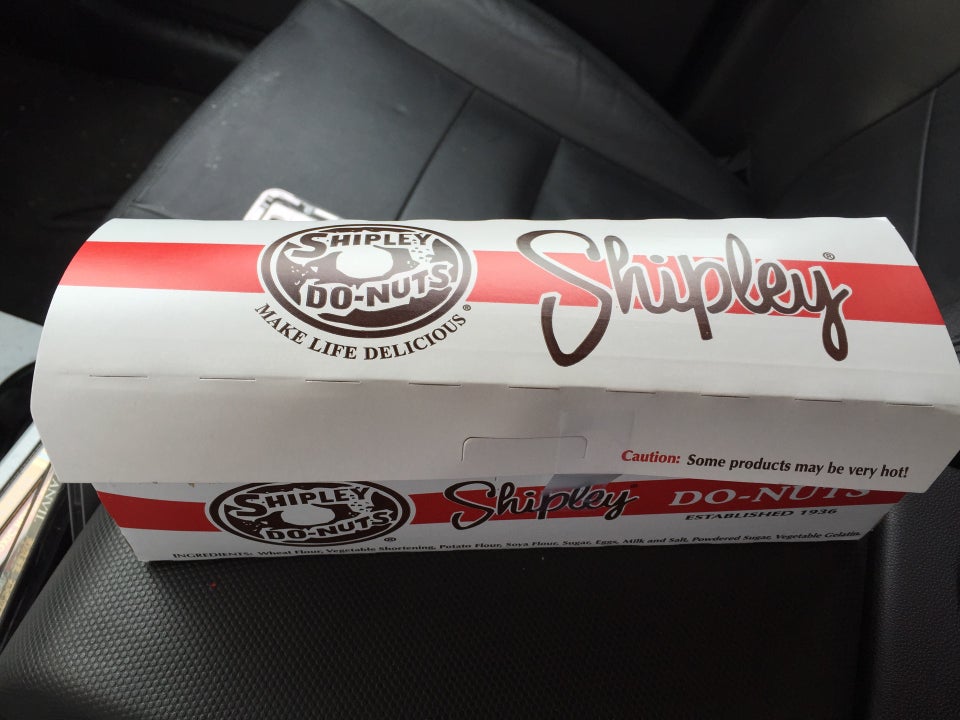 SHIPLEY
DO-NUTS
MAKE LIFE DELICIOUS®
Shipley®
Caution: Some products may be very hot!
SHIPLEY
DO-NUTS
®
Shipley DO-NUTS
ESTABLISHED 1936
INGREDIENTS: Wheat Flour, Vegetable Shortening, Potato Flour, Soya Flour, Sugar, Eggs, Milk and Salt, Powdered Sugar, Vegetable Gelatin